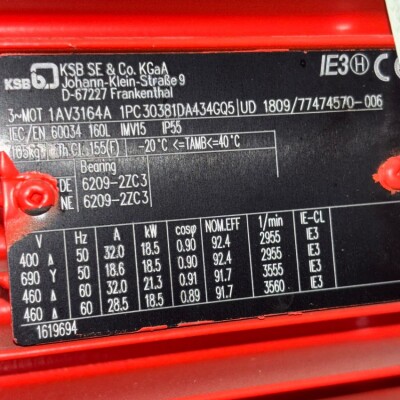 KSB
KSB SE & Co. KGaA
Johann-Klein-Straße 9
D-67227 Frankenthal
IE3 H C
3-MOT 1AV3164A 1PC30381DA434GQ5 UD 1809/77474570-006
IEC/EN 60034 160L IMV15 IP55
Th.Cl. 155(F) -20°C <=TAMB<=40°C
Bearing
DE 6209-2ZC3
NE 6209-2ZC3
V Hz A kW cosφ NOM.EFF 1/min IE-CL
400 50 32.0 18.5 0.90 92.4 2955 IE3
690 Y 50 18.6 18.5 0.90 92.4 2955 IE3
460 60 32.0 21.3 0.91 91.7 3555 IE3
460 60 28.5 18.5 0.89 91.7 3560 IE3
1619694